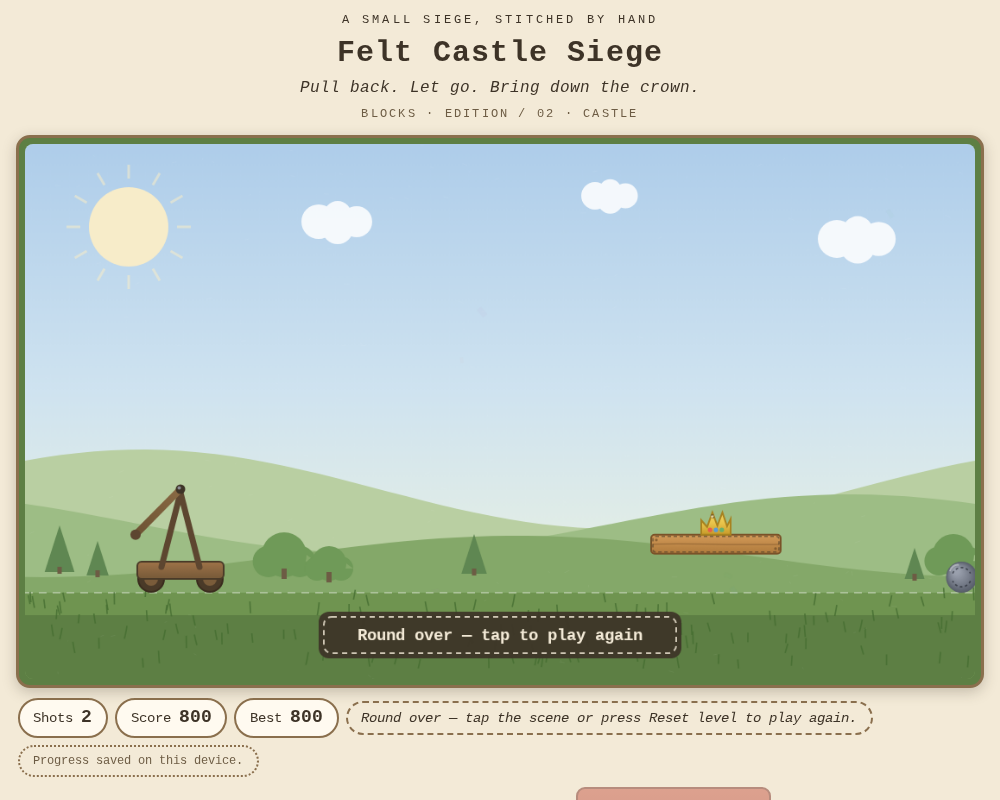 A SMALL SIEGE, STITCHED BY HAND
Felt Castle Siege
Pull back. Let go. Bring down the crown.
BLOCKS · EDITION / 02 · CASTLE
Round over — tap to play again
Shots 2
Score 800
Best 800
Round over — tap the scene or press Reset level to play again.
Progress saved on this device.